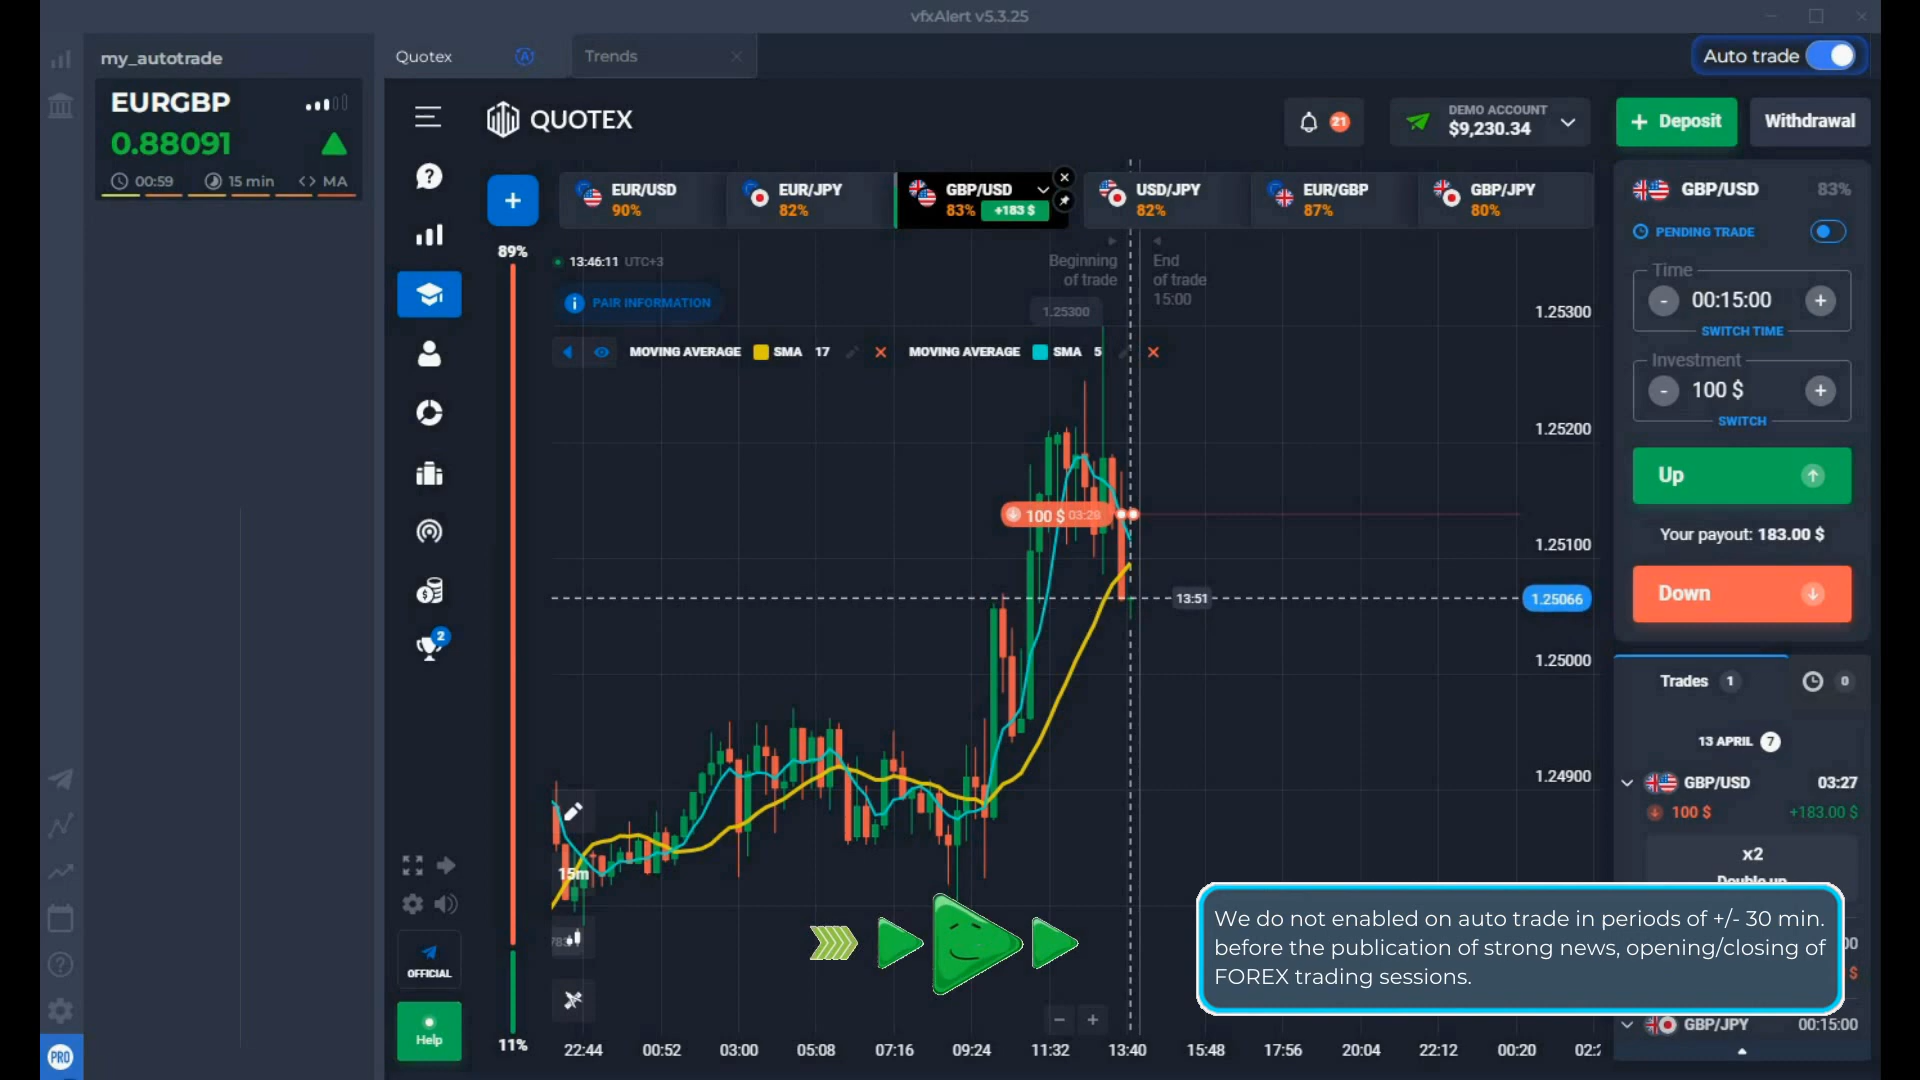 vfxAlert v5.3.25
my_autotrade
Quotex
Trends
Auto trade
EURGBP
0.88091
00:59 15 min <> MA
QUOTEX
21
DEMO ACCOUNT
$9,230.34
+ Deposit
Withdrawal
EUR/USD
90%
EUR/JPY
82%
GBP/USD
83% +183 $
USD/JPY
82%
EUR/GBP
87%
GBP/JPY
80%
GBP/USD 83%
PENDING TRADE
Time
- 00:15:00 +
SWITCH TIME
Investment
- 100 $ +
SWITCH
Up
Your payout: 183.00 $
Down
89%
13:46:11 UTC+3
PAIR INFORMATION
Beginning
of trade
End
of trade
15:00
1.25300
MOVING AVERAGE SMA 17
MOVING AVERAGE SMA 5
1.25300
1.25200
1.25100
1.25066
1.25000
1.24900
100 $ 03:28
13:51
2
15m
OFFICIAL
Help
PRO
11%
22:44 00:52 03:00 05:08 07:16 09:24 11:32 13:40 15:48 17:56 20:04 22:12 00:20
Trades 1
0
13 APRIL 7
GBP/USD 03:27
100 $ +183.00 $
x2
Double up
We do not enabled on auto trade in periods of +/- 30 min.
before the publication of strong news, opening/closing of
FOREX trading sessions.
GBP/JPY 00:15:00